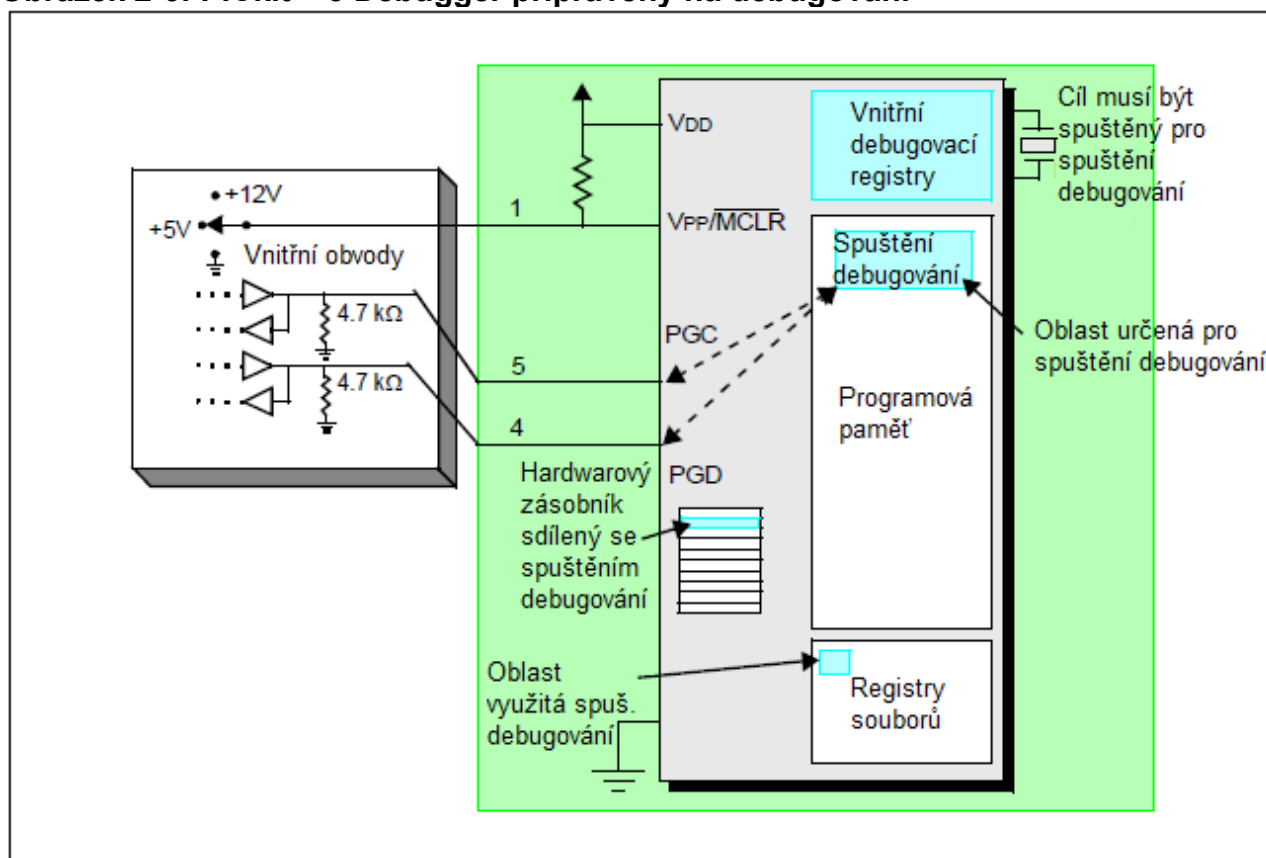 +12V
+5V
Vnitřní obvody
4.7 kΩ
4.7 kΩ
1
5
4
VDD
VPP/MCLR
PGC
PGD
Hardwarový
zásobník
sdílený se
spuštěním
debugování
Oblast
využitá spuš.
debugování
Vnitřní
debugovací
registry
Spuštění
debugování
Programová
paměť
Registry
souborů
Cíl musí být
spuštěný pro
spuštění
debugování
Oblast určená pro
spuštění debugování